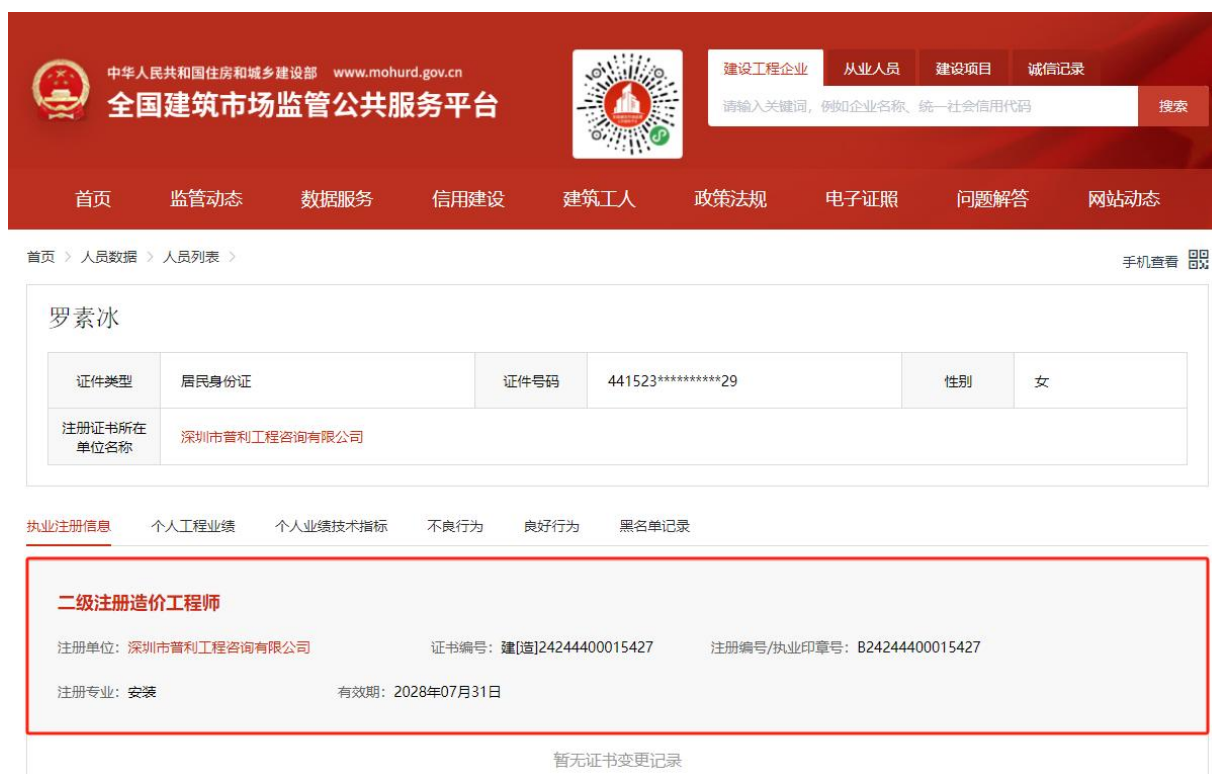 中华人民共和国住房和城乡建设部 www.mohurd.gov.cn
全国建筑市场监管公共服务平台
建设工程企业 从业人员 建设项目 诚信记录
请输入关键词，例如企业名称、统一社会信用代码 搜索
首页 监管动态 数据服务 信用建设 建筑工人 政策法规 电子证照 问题解答 网站动态
首页 > 人员数据 > 人员列表 >
手机查看
罗素冰
证件类型 居民身份证 证件号码 441523**********29 性别 女
注册证书所在
单位名称
深圳市普利工程咨询有限公司
执业注册信息 个人工程业绩 个人业绩技术指标 不良行为 良好行为 黑名单记录
二级注册造价工程师
注册单位：深圳市普利工程咨询有限公司 证书编号：建[造]24244400015427 注册编号/执业印章号：B24244400015427
注册专业：安装 有效期：2028年07月31日
暂无证书变更记录